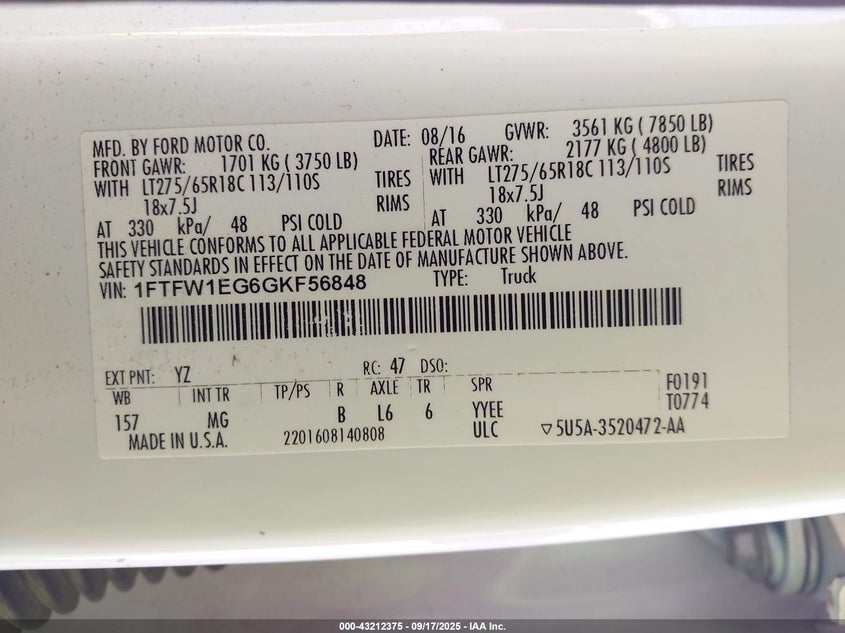 MFD. BY FORD MOTOR CO. DATE: 08/16 GVWR: 3561 KG ( 7850 LB)
FRONT GAWR: 1701 KG ( 3750 LB) REAR GAWR: 2177 KG ( 4800 LB)
WITH LT275/65R18C 113/110S TIRES WITH LT275/65R18C 113/110S TIRES
18x7.5J RIMS 18x7.5J RIMS
AT 330 kPa/ 48 PSI COLD AT 330 kPa/ 48 PSI COLD
THIS VEHICLE CONFORMS TO ALL APPLICABLE FEDERAL MOTOR VEHICLE
SAFETY STANDARDS IN EFFECT ON THE DATE OF MANUFACTURE SHOWN ABOVE.
VIN: 1FTFW1EG6GKF56848 TYPE: Truck
EXT PNT: YZ RC: 47 DSO:
WB INT TR TP/PS R AXLE TR SPR F0191
157 MG B L6 6 YYEE T0774
MADE IN U.S.A. 2201608140808 ULC ▽5U5A-3520472-AA
000-43212375 - 09/17/2025 - IAA Inc.